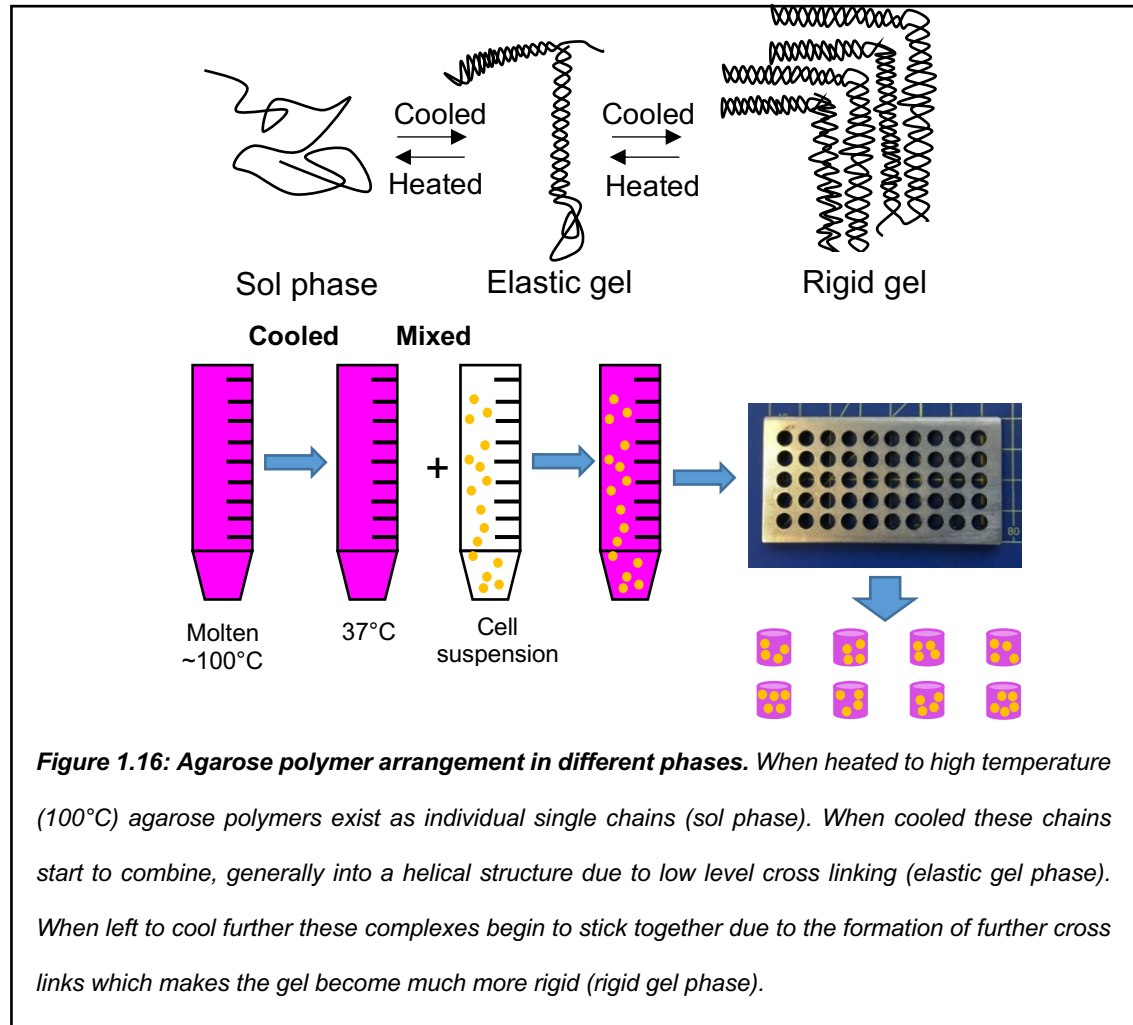 Cooled
Heated
Cooled
Heated
Sol phase
Elastic gel
Rigid gel
Cooled
Mixed
+
Molten
~100°C
37°C
Cell
suspension
80
Figure 1.16: Agarose polymer arrangement in different phases. When heated to high temperature
(100°C) agarose polymers exist as individual single chains (sol phase). When cooled these chains
start to combine, generally into a helical structure due to low level cross linking (elastic gel phase).
When left to cool further these complexes begin to stick together due to the formation of further cross
links which makes the gel become much more rigid (rigid gel phase).